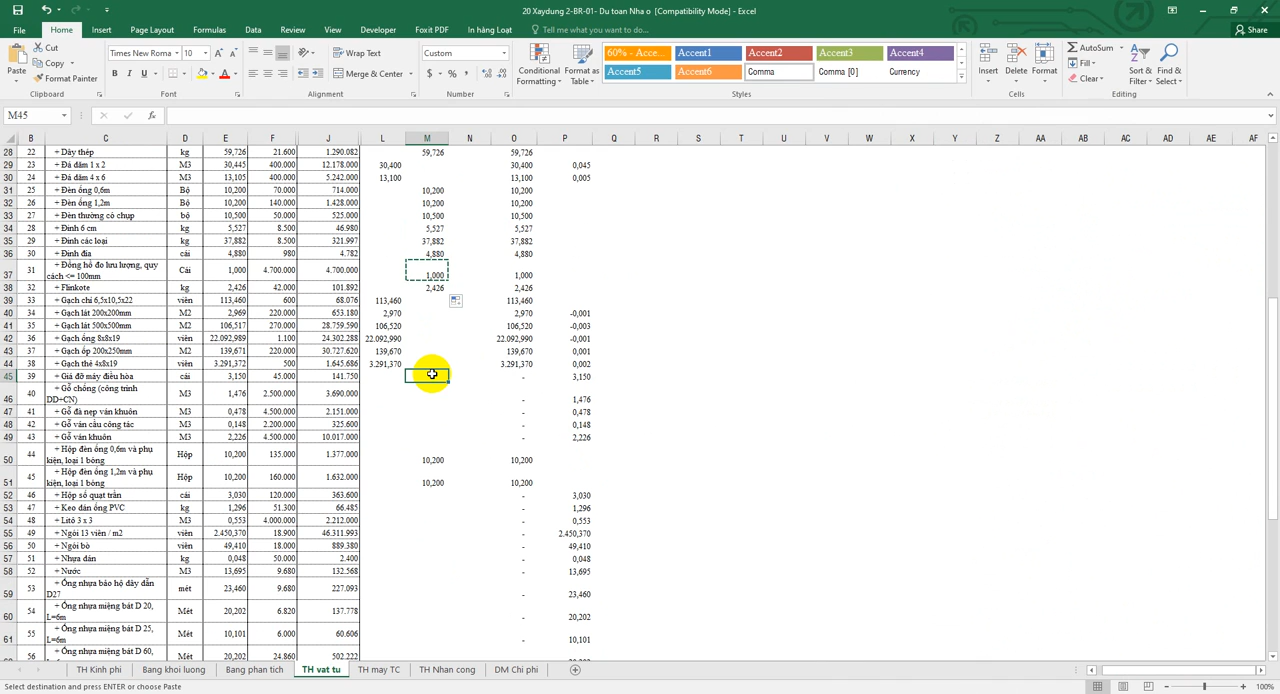 20 Xaydung 2-BR-01- Du toan Nha o [Compatibility Mode] - Excel
File Home Insert Page Layout Formulas Data Review View Developer Foxit PDF In hàng Loạt Tell me what you want to do... Share
Paste Cut Copy Format Painter
Times New Roma 10
B I U
Wrap Text
Merge & Center
Custom
$ % ,
Conditional Formatting Format as Table
60% - Acce... Accent1 Accent2 Accent3 Accent4
Accent5 Accent6 Comma Comma [0] Currency
Insert Delete Format
AutoSum Fill Clear Sort & Filter Find & Select
Clipboard Font Alignment Number Styles Cells Editing
M45 fx
B C D E F J L M N O P Q R S T U V W X Y Z AA AB AC AD AE AF
28 22 + Dây thép kg 59,726 21.600 1.290.082 59,726 59,726
29 23 + Đá dăm 1 x 2 M3 30,445 400.000 12.178.000 30,400 30,400 0,045
30 24 + Đá dăm 4 x 6 M3 13,105 400.000 5.242.000 13,100 13,100 0,005
31 25 + Đèn ống 0,6m Bộ 10,200 70.000 714.000 10,200 10,200
32 26 + Đèn ống 1,2m Bộ 10,200 140.000 1.428.000 10,200 10,200
33 27 + Đèn thường có chụp bộ 10,500 50.000 525.000 10,500 10,500
34 28 + Đinh 6 cm kg 5,527 8.500 46.980 5,527 5,527
35 29 + Đinh các loại kg 37,882 8.500 321.997 37,882 37,882
36 30 + Đinh đỉa cái 4,880 980 4.782 4,880 4,880
37 31 + Đồng hồ đo lưu lượng, quy cách <= 100mm Cái 1,000 4.700.000 4.700.000 1,000 1,000
38 32 + Flinkote kg 2,426 42.000 101.892 2,426 2,426
39 33 + Gạch chỉ 6,5x10,5x22 viên 113,460 600 68.076 113,460 113,460
40 34 + Gạch lát 200x200mm M2 2,969 220.000 653.180 2,970 2,970 -0,001
41 35 + Gạch lát 500x500mm M2 106,517 270.000 28.759.590 106,520 106,520 -0,003
42 36 + Gạch ống 8x8x19 viên 22.092,989 1.100 24.302.288 22.092,990 22.092,990 -0,001
43 37 + Gạch ốp 200x250mm M2 139,671 220.000 30.727.620 139,670 139,670 0,001
44 38 + Gạch thẻ 4x8x19 viên 3.291,372 500 1.645.686 3.291,370 3.291,370 0,002
45 39 + Giá đỡ máy điều hòa cái 3,150 45.000 141.750 - 3,150
46 40 + Gỗ chống (công trình DD+CN) M3 1,476 2.500.000 3.690.000 - 1,476
47 41 + Gỗ đà nẹp ván khuôn M3 0,478 4.500.000 2.151.000 - 0,478
48 42 + Gỗ ván cầu công tác M3 0,148 2.200.000 325.600 - 0,148
49 43 + Gỗ ván khuôn M3 2,226 4.500.000 10.017.000 - 2,226
50 44 + Hộp đèn ống 0,6m và phụ kiện, loại 1 bóng Hộp 10,200 135.000 1.377.000 10,200 10,200
51 45 + Hộp đèn ống 1,2m và phụ kiện, loại 1 bóng Hộp 10,200 160.000 1.632.000 10,200 10,200
52 46 + Hộp số quạt trần cái 3,030 120.000 363.600 - 3,030
53 47 + Keo dán ống PVC kg 1,296 51.300 66.485 - 1,296
54 48 + Litô 3 x 3 M3 0,553 4.000.000 2.212.000 - 0,553
55 49 + Ngói 13 viên / m2 viên 2.450,370 18.900 46.311.993 - 2.450,370
56 50 + Ngói bò viên 49,410 18.000 889.380 - 49,410
57 51 + Nhựa dán kg 0,048 50.000 2.400 - 0,048
58 52 + Nước M3 13,695 9.680 132.568 - 13,695
59 53 + Ống nhựa bảo hộ dây dẫn D27 mét 23,460 9.680 227.093 - 23,460
60 54 + Ống nhựa miệng bát D 20, L=6m Mét 20,202 6.820 137.778 - 20,202
61 55 + Ống nhựa miệng bát D 25, L=6m Mét 10,101 6.000 60.606 - 10,101
56 + Ống nhựa miệng bát D 60, Mét 20,202 24.860 502.222
TH Kinh phi Bang khoi luong Bang phan tich TH vat tu TH may TC TH Nhan cong DM Chi phi
Select destination and press ENTER or choose Paste 100%